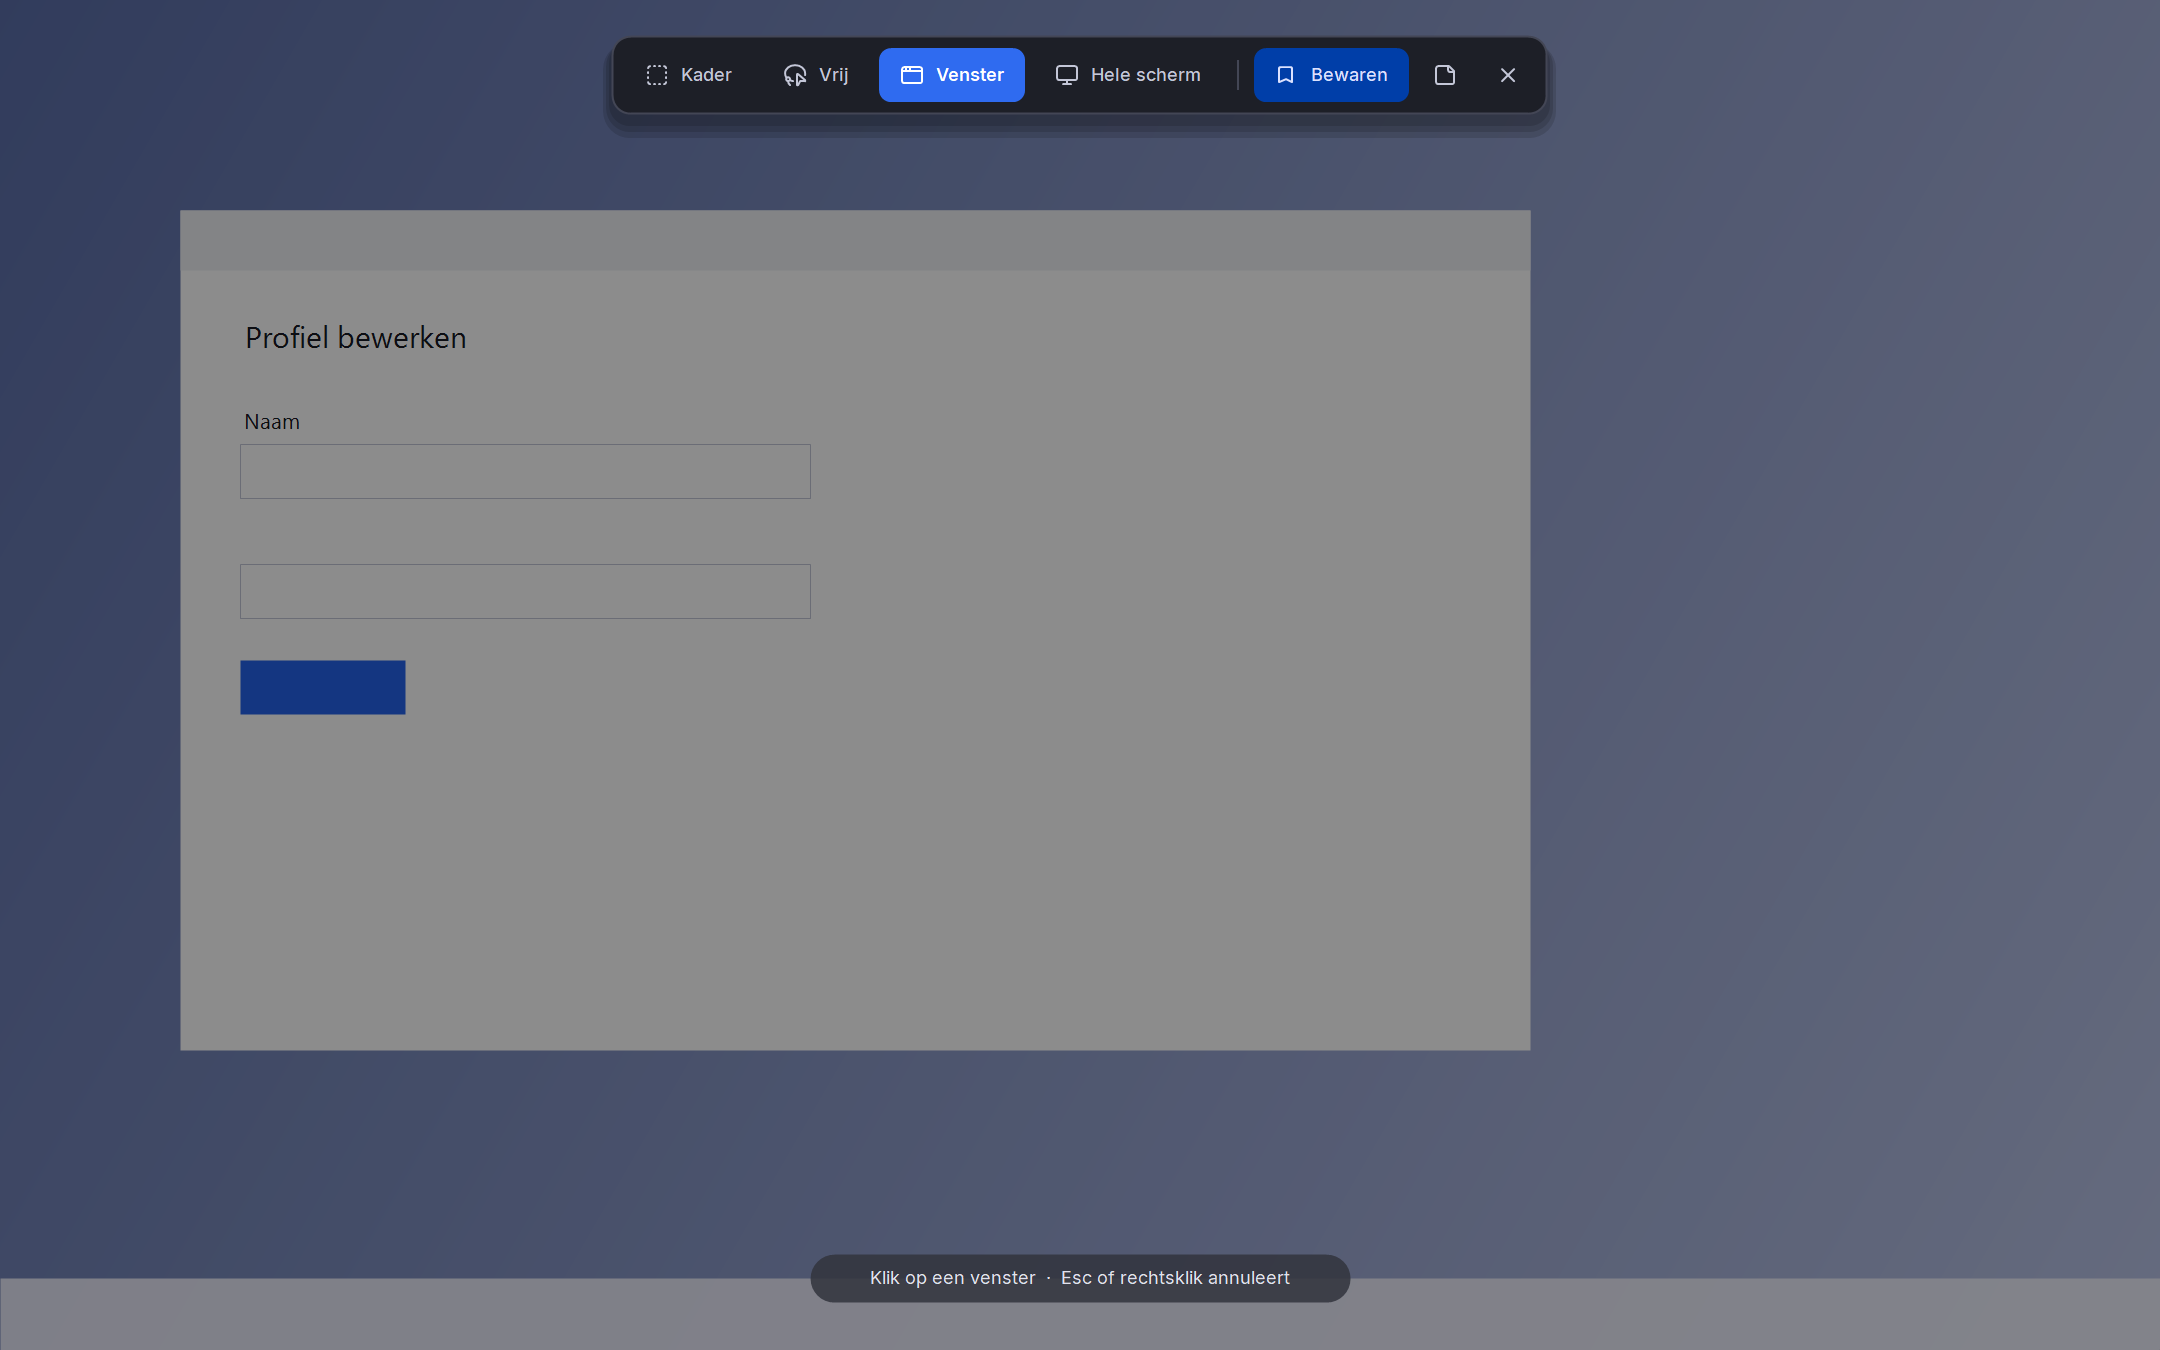 Kader Vrij Venster Hele scherm Bewaren
Profiel bewerken
Naam
Klik op een venster · Esc of rechtsklik annuleert